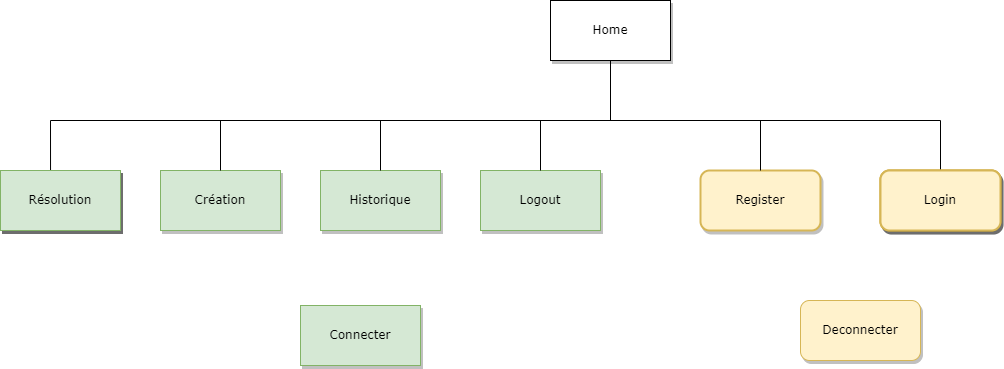 Home
Résolution
Création
Historique
Logout
Register
Login
Connecter
Deconnecter